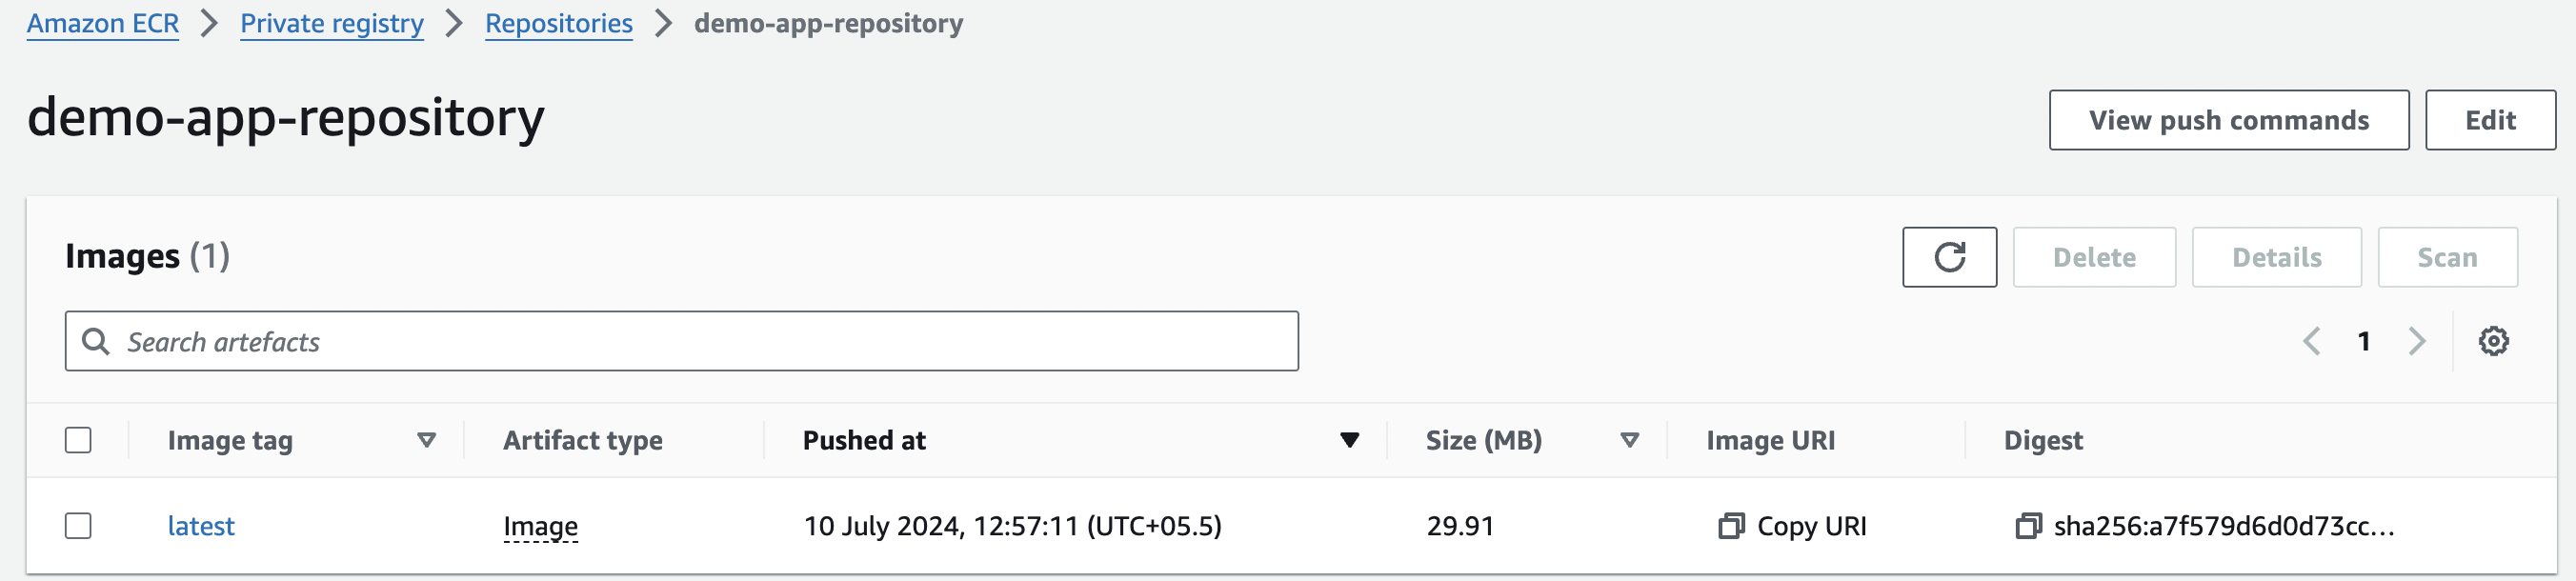 Amazon ECR Private registry Repositories demo-app-repository
demo-app-repository
View push commands Edit
Images (1)
Delete Details Scan
Search artefacts
1
Image tag Artifact type Pushed at Size (MB) Image URI Digest
latest Image 10 July 2024, 12:57:11 (UTC+05.5) 29.91 Copy URI sha256:a7f579d6d0d73cc...